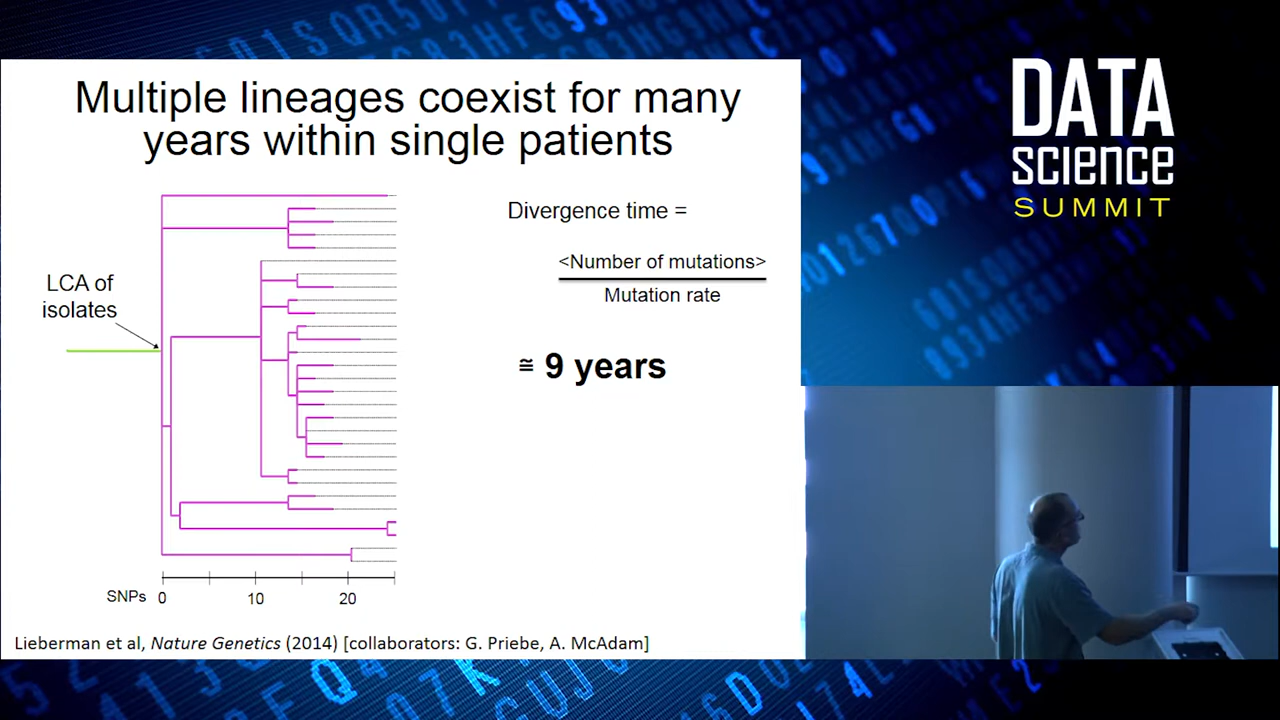 Multiple lineages coexist for many
years within single patients
LCA of
isolates
Divergence time =
<Number of mutations>
Mutation rate
≅ 9 years
SNPs 0 10 20
Lieberman et al, Nature Genetics (2014) [collaborators: G. Priebe, A. McAdam]
DATA
SCIENCE
SUMMIT